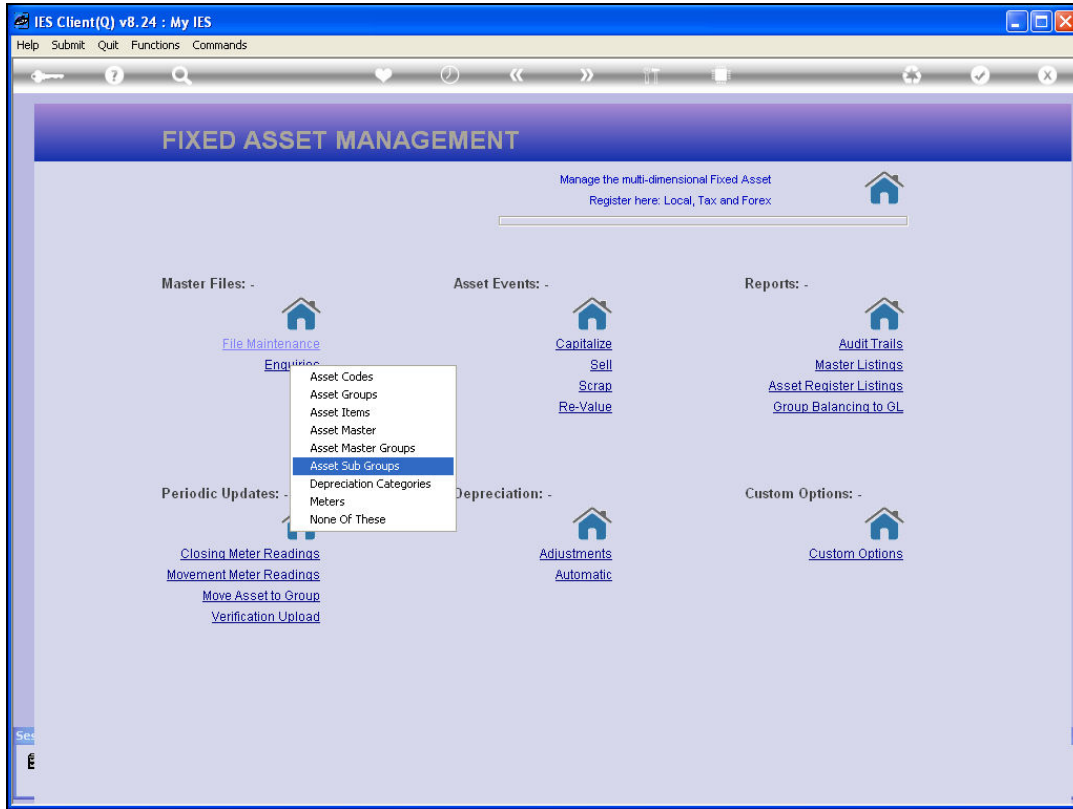 IES Client(Q) v8.24 : My IES
Help Submit Quit Functions Commands
FIXED ASSET MANAGEMENT
Manage the multi-dimensional Fixed Asset
Register here: Local, Tax and Forex
Master Files: -
File Maintenance
Enquiries
Asset Codes
Asset Groups
Asset Items
Asset Master
Asset Master Groups
Asset Sub Groups
Depreciation Categories
Meters
None Of These
Asset Events: -
Capitalize
Sell
Scrap
Re-Value
Reports: -
Audit Trails
Master Listings
Asset Register Listings
Group Balancing to GL
Periodic Updates: -
Closing Meter Readings
Movement Meter Readings
Move Asset to Group
Verification Upload
Depreciation: -
Adjustments
Automatic
Custom Options: -
Custom Options